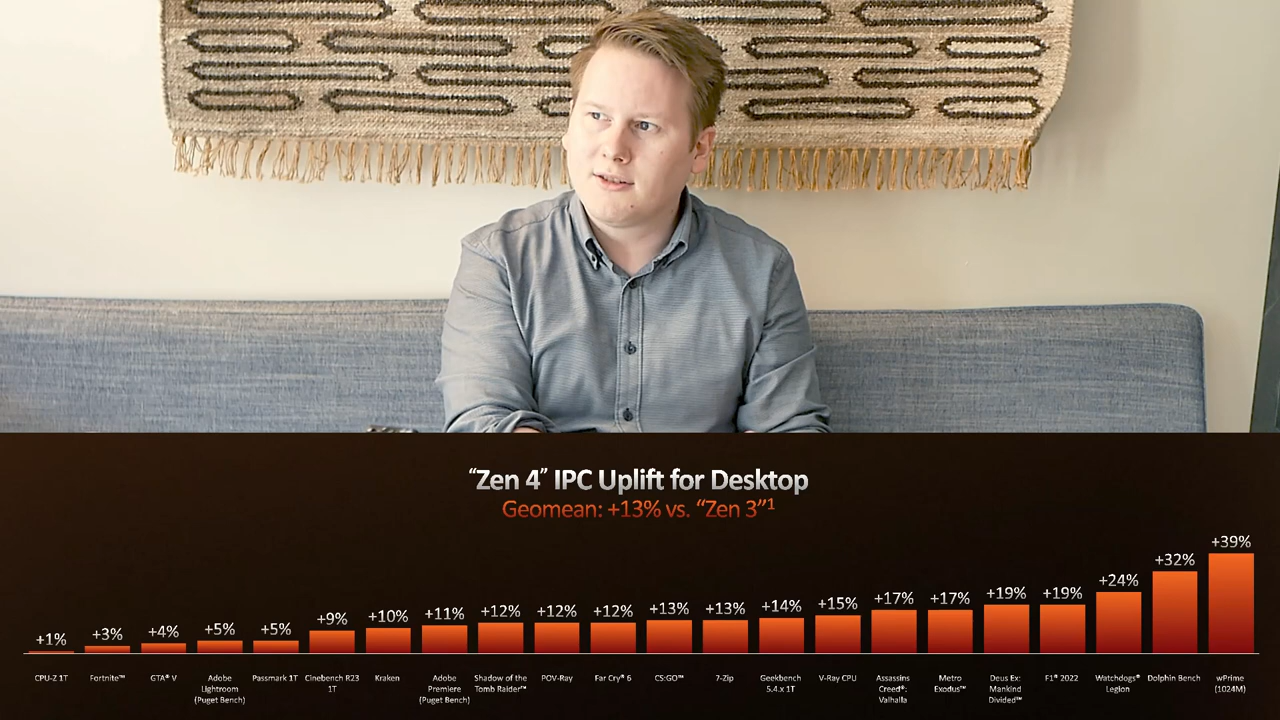 “Zen 4” IPC Uplift for Desktop
Geomean: +13% vs. “Zen 3”1
+1%
+3%
+4%
+5%
+5%
+9%
+10%
+11%
+12%
+12%
+12%
+13%
+13%
+14%
+15%
+17%
+17%
+19%
+19%
+24%
+32%
+39%
CPU-Z 1T
Fortnite™
GTA® V
Adobe
Lightroom
(Puget Bench)
Passmark 1T
Cinebench R23
1T
Kraken
Adobe
Premiere
(Puget Bench)
Shadow of the
Tomb Raider™
POV-Ray
Far Cry® 6
CS:GO™
7-Zip
Geekbench
5.4.x 1T
V-Ray CPU
Assassins
Creed®:
Valhalla
Metro
Exodus™
Deus Ex:
Mankind
Divided™
F1® 2022
Watchdogs®
Legion
Dolphin Bench
wPrime
(1024M)